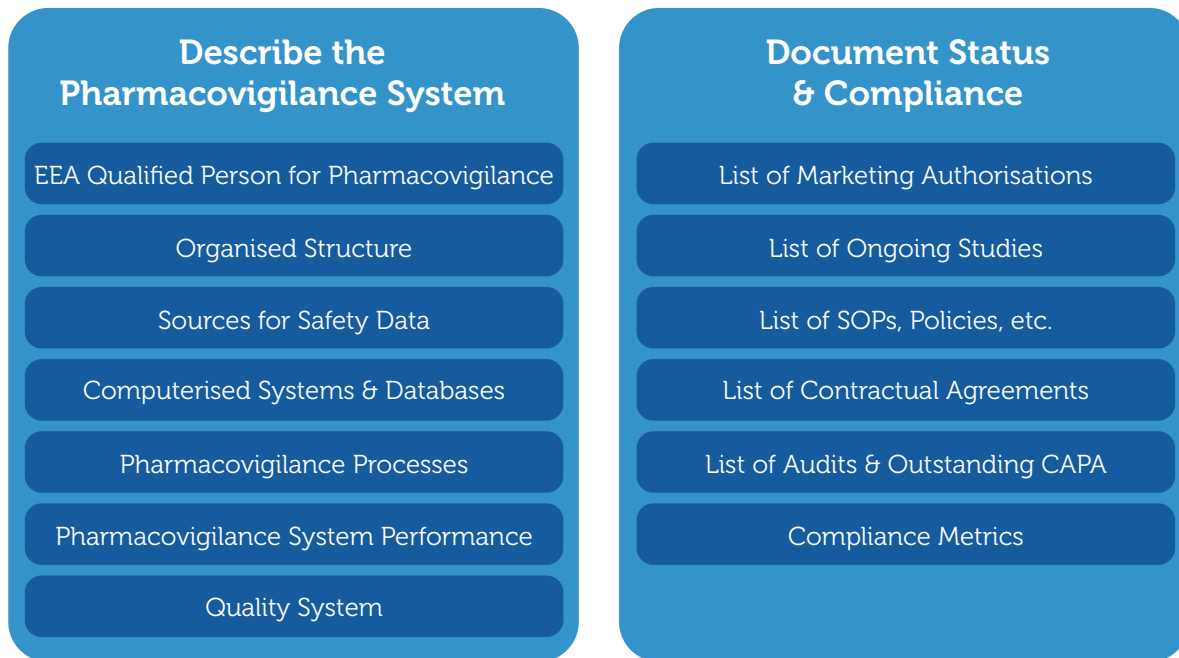 Describe the
Pharmacovigilance System
EEA Qualified Person for Pharmacovigilance
Organised Structure
Sources for Safety Data
Computerised Systems & Databases
Pharmacovigilance Processes
Pharmacovigilance System Performance
Quality System
Document Status
& Compliance
List of Marketing Authorisations
List of Ongoing Studies
List of SOPs, Policies, etc.
List of Contractual Agreements
List of Audits & Outstanding CAPA
Compliance Metrics